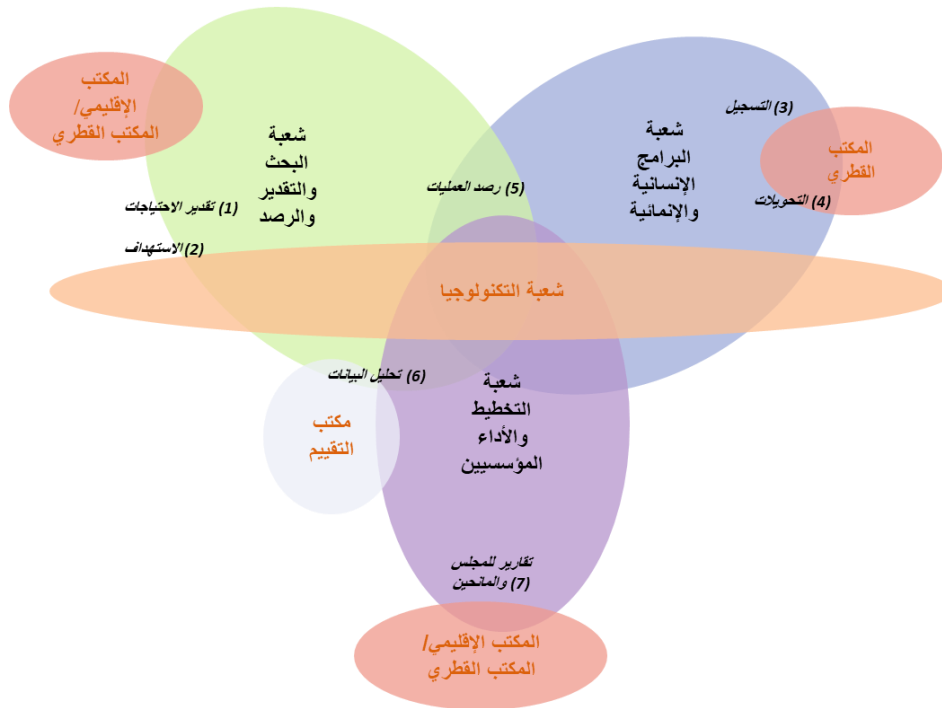 المكتب
الإقليمي/
المكتب القطري
شعبة
البحث
والتقدير
والرصد
شعبة
البرامج
الإنسانية
والإنمائية
(3) التسجيل
المكتب
القطري
(4) التحويلات
(5) رصد العمليات
(1) تقدير الاحتياجات
(2) الاستهداف
شعبة التكنولوجيا
(6) تحليل البيانات
مكتب
التقييم
شعبة
التخطيط
والأداء
المؤسسيين
تقارير للمجلس
(7) والمانحين
المكتب الإقليمي/
المكتب القطري